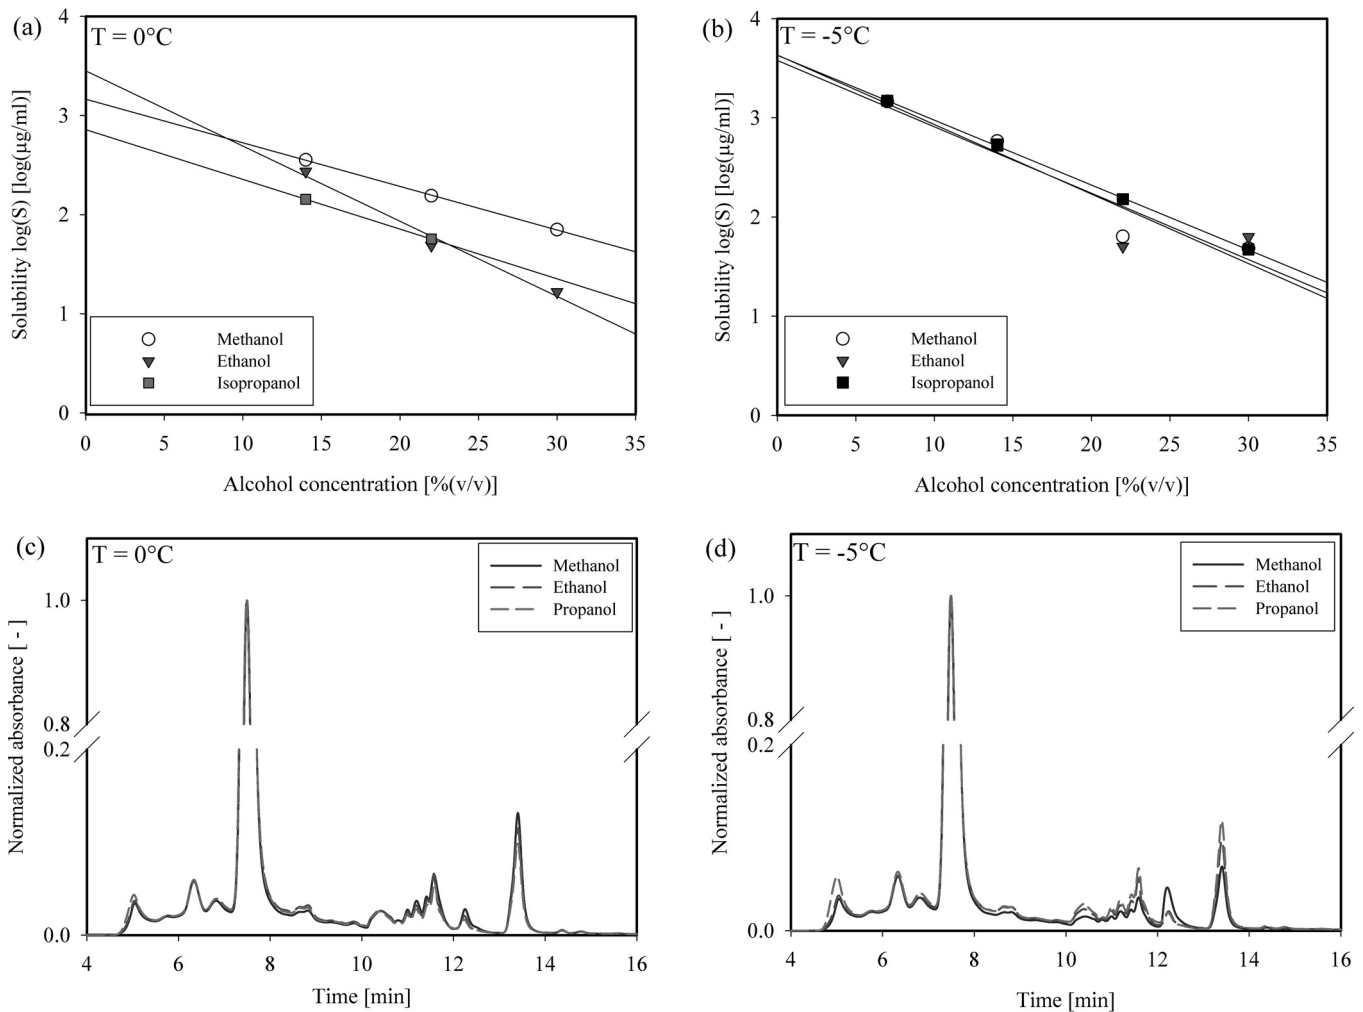 (a)
T = 0°C
Solubility log(S) [log(µg/ml)]
4
3
2
1
0
Methanol
Ethanol
Isopropanol
0 5 10 15 20 25 30 35
Alcohol concentration [%(v/v)]
(b)
T = -5°C
Solubility log(S) [log(µg/ml)]
4
3
2
1
0
Methanol
Ethanol
Isopropanol
0 5 10 15 20 25 30 35
Alcohol concentration [%(v/v)]
(c)
T = 0°C
Normalized absorbance [ - ]
1.0
0.8
0.2
0.0
Methanol
Ethanol
Propanol
4 6 8 10 12 14 16
Time [min]
(d)
T = -5°C
Normalized absorbance [ - ]
1.0
0.8
0.2
0.0
Methanol
Ethanol
Propanol
4 6 8 10 12 14 16
Time [min]